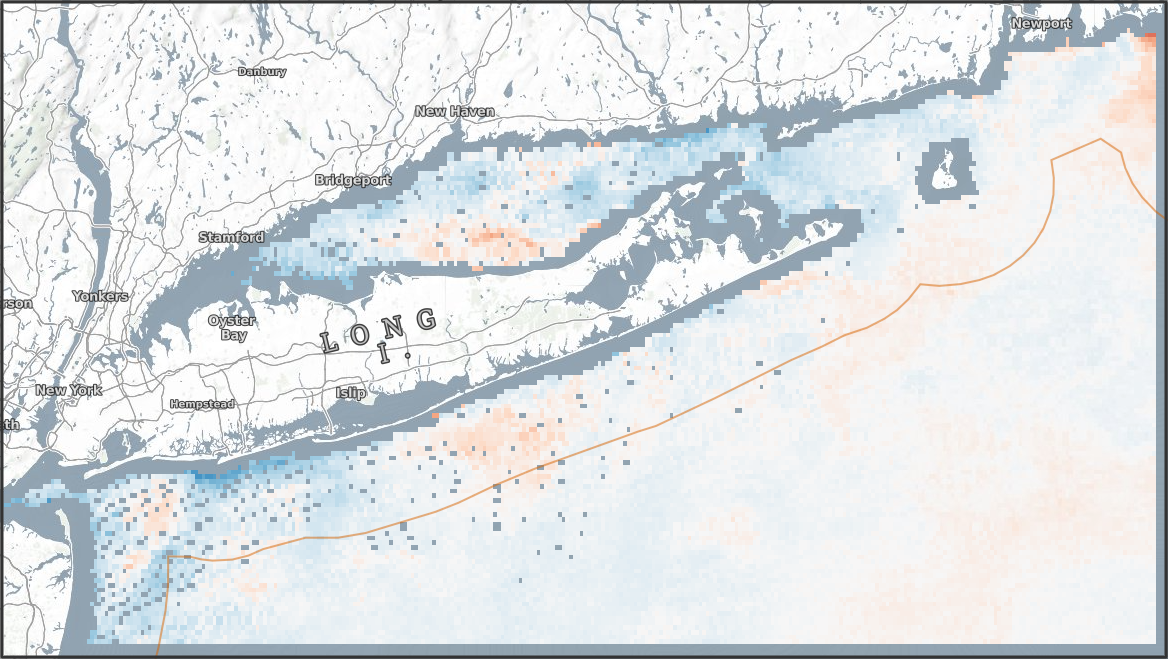 Newport
Danbury
New Haven
Bridgeport
Stamford
rson
Yonkers
Oyster
Bay
LONG
I.
New York
Islip
Hempstead
th